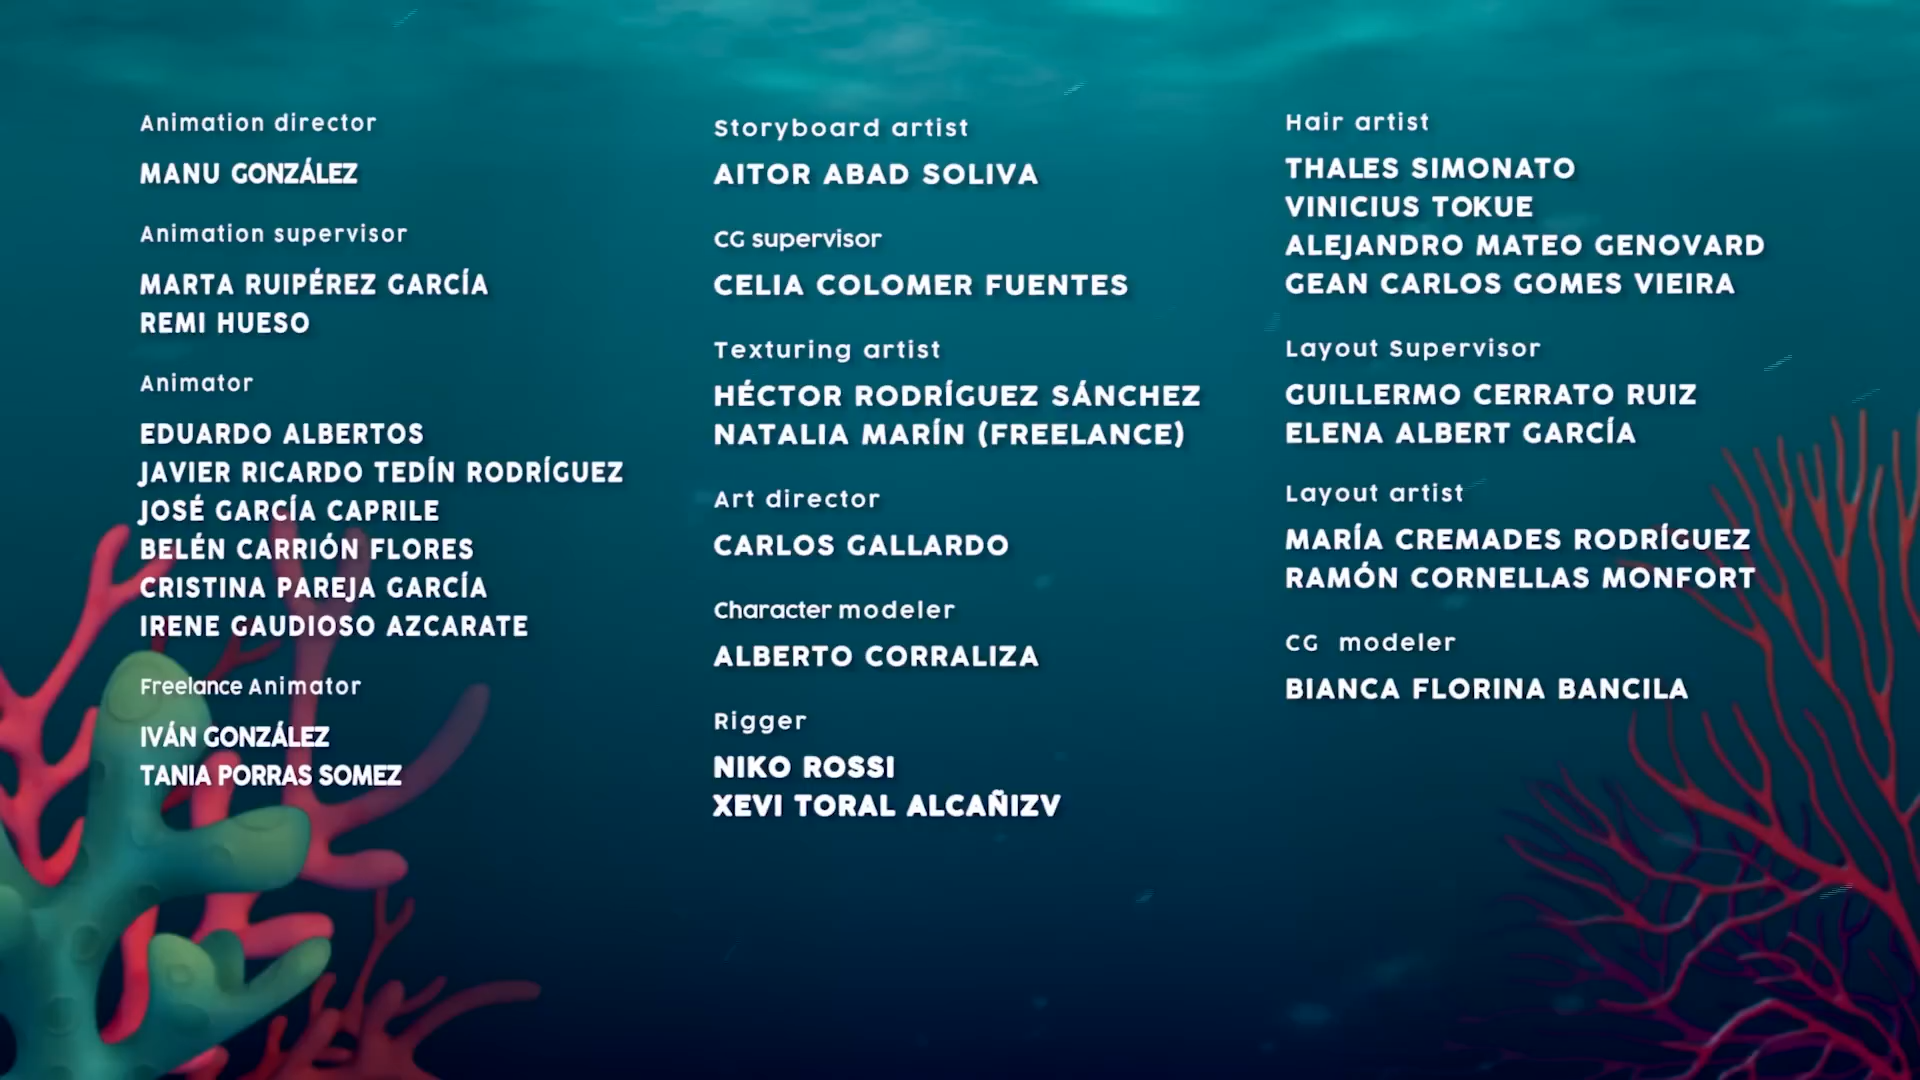 Animation director
MANU GONZÁLEZ
Animation supervisor
MARTA RUIPÉREZ GARCÍA
REMI HUESO
Animator
EDUARDO ALBERTOS
JAVIER RICARDO TEDÍN RODRÍGUEZ
JOSÉ GARCÍA CAPRILE
BELÉN CARRIÓN FLORES
CRISTINA PAREJA GARCÍA
IRENE GAUDIOSO AZCARATE
Freelance Animator
IVÁN GONZÁLEZ
TANIA PORRAS SOMEZ
Storyboard artist
AITOR ABAD SOLIVA
CG supervisor
CELIA COLOMER FUENTES
Texturing artist
HÉCTOR RODRÍGUEZ SÁNCHEZ
NATALIA MARÍN (FREELANCE)
Art director
CARLOS GALLARDO
Character modeler
ALBERTO CORRALIZA
Rigger
NIKO ROSSI
XEVI TORAL ALCAÑIZV
Hair artist
THALES SIMONATO
VINICIUS TOKUE
ALEJANDRO MATEO GENOVARD
GEAN CARLOS GOMES VIEIRA
Layout Supervisor
GUILLERMO CERRATO RUIZ
ELENA ALBERT GARCÍA
Layout artist
MARÍA CREMADES RODRÍGUEZ
RAMÓN CORNELLAS MONFORT
CG modeler
BIANCA FLORINA BANCILA